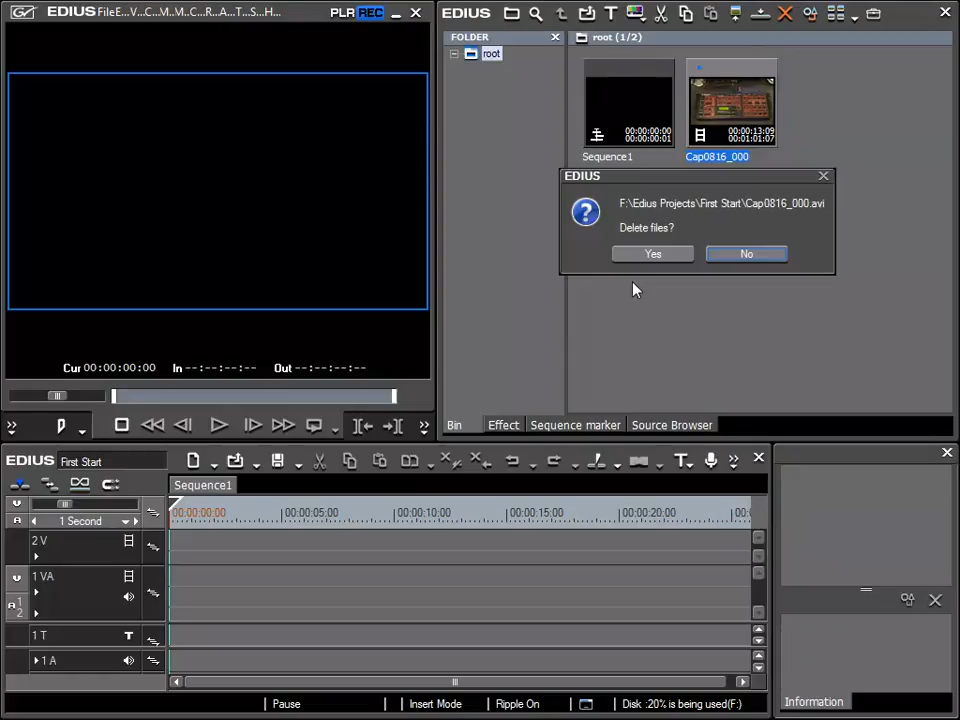 EDIUS FileE...V...C...M...M...C...R...A...T...S...H...
PLR REC
Cur 00:00:00:00 In --:--:--:-- Out --:--:--:--
EDIUS
FOLDER
root
root (1/2)
00:00:00:00
00:00:00:01
Sequence1
00:00:13:09
00:01:01:07
Cap0816_000
EDIUS
F:\Edius Projects\First Start\Cap0816_000.avi
Delete files?
Yes
No
Bin
Effect
Sequence marker
Source Browser
EDIUS First Start
Sequence1
1 Second
00:00:00:00 00:00:05:00 00:00:10:00 00:00:15:00 00:00:20:00
2 V
1 VA
1
2
1 T
1 A
Pause
Insert Mode
Ripple On
Disk :20% is being used(F:)
Information